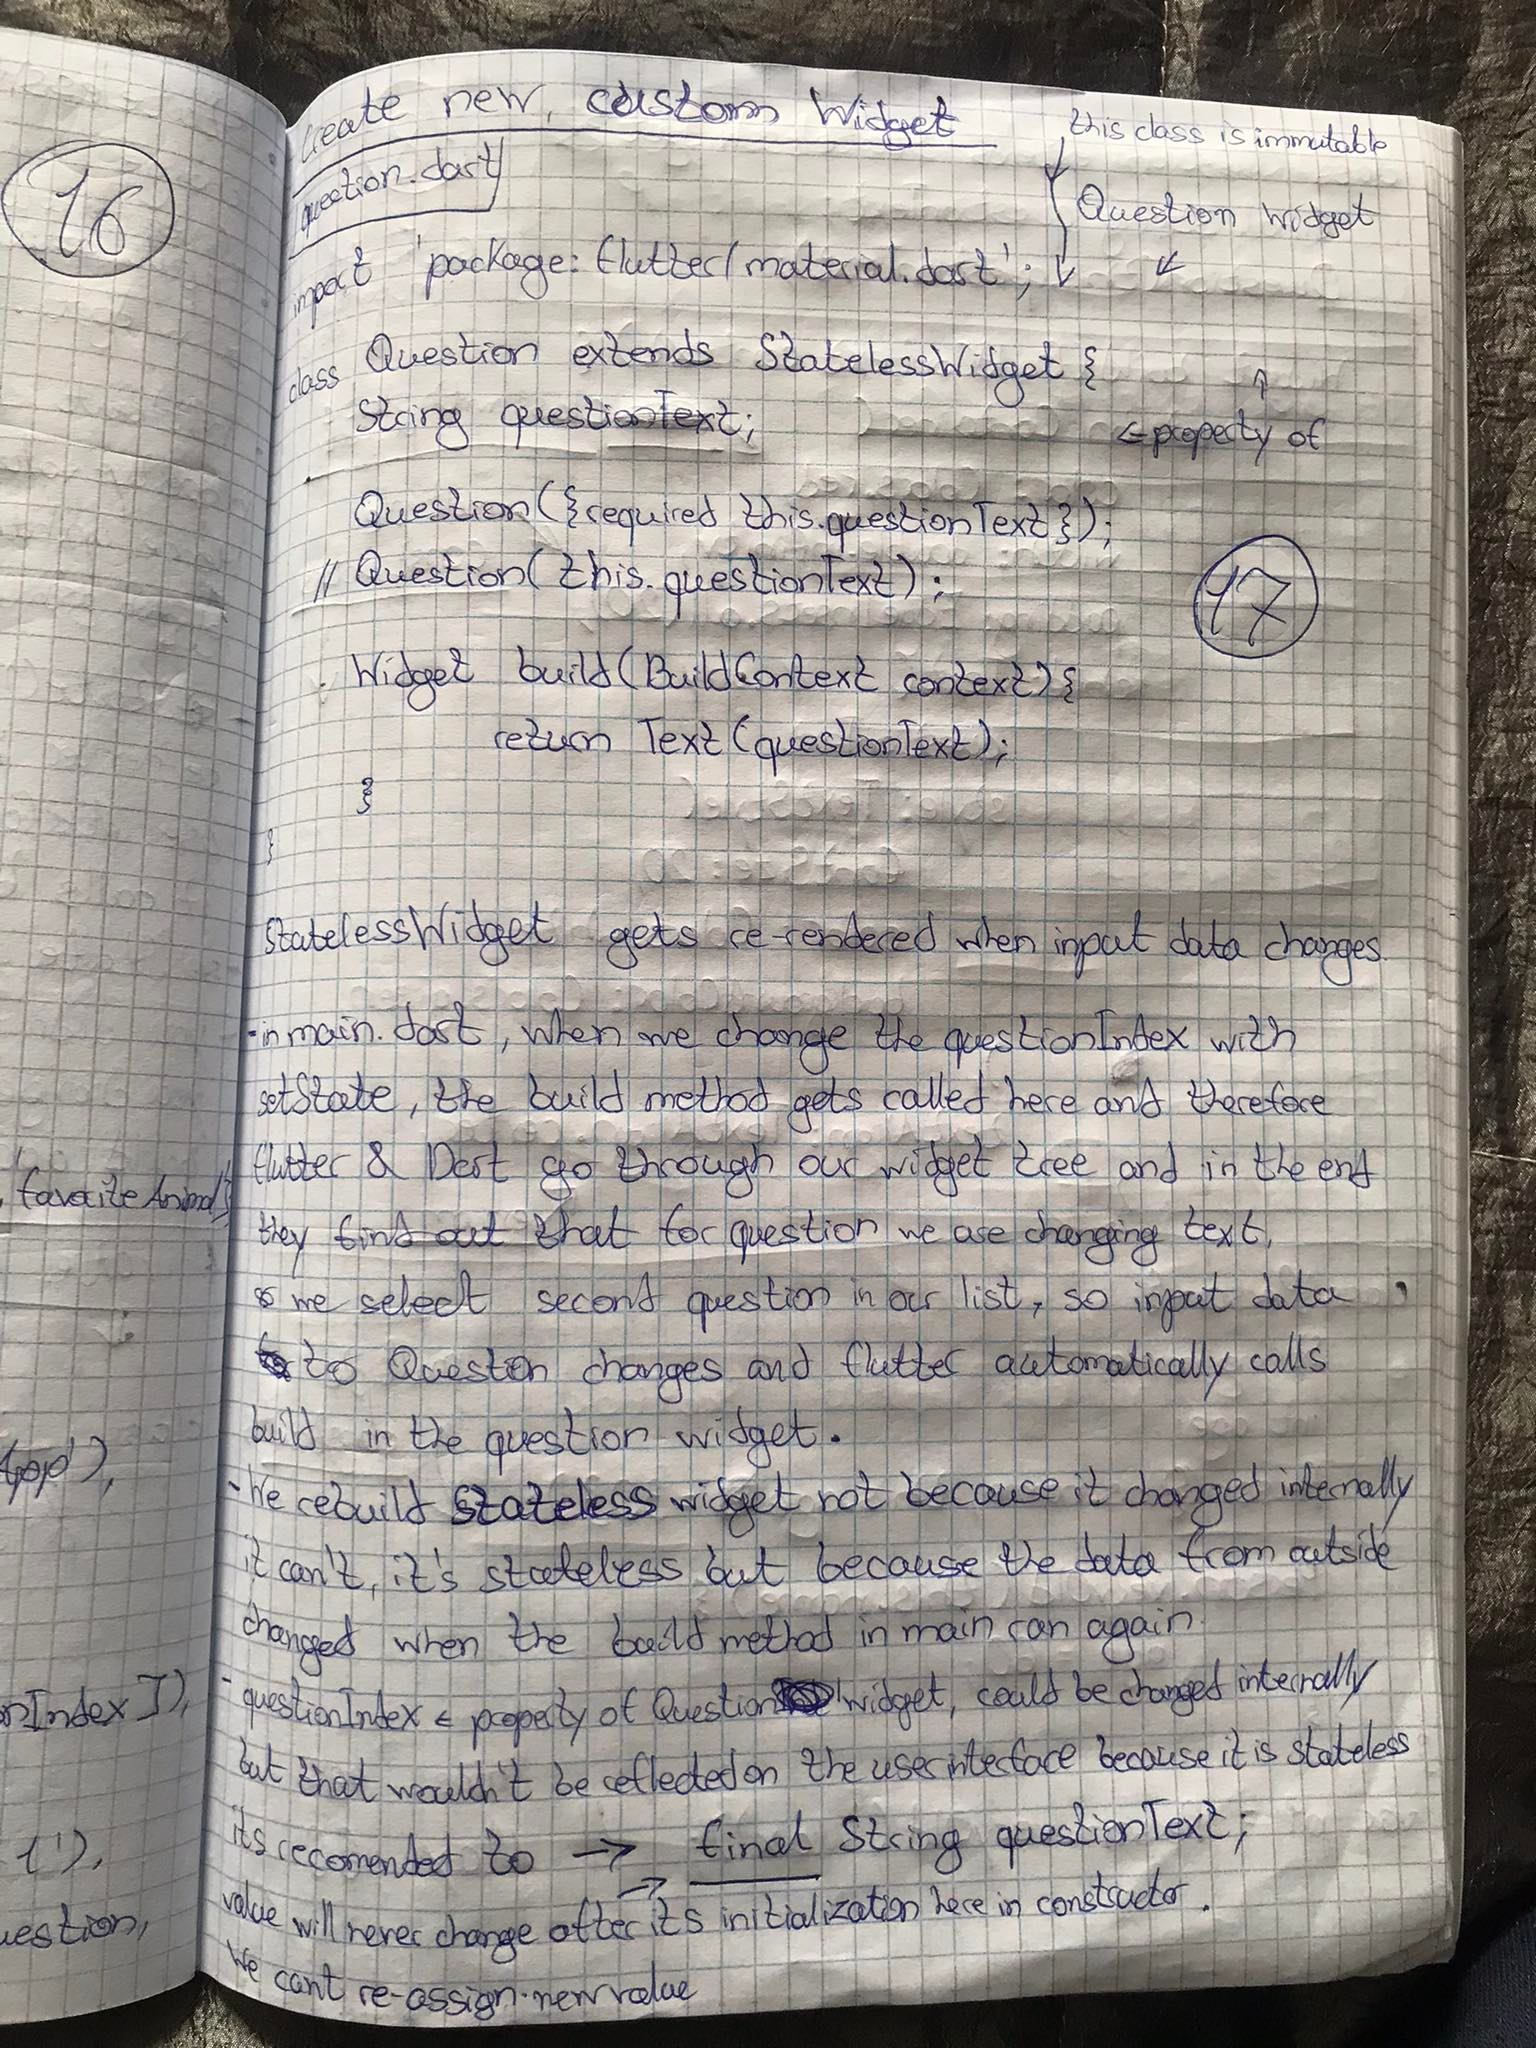 16
favoriteAnimal'],
App'),
onIndex]),
1'),
uestion,
Create new, custom Widget
this class is immutable
question.dart
Question Widget
import 'package: flutter/material.dart';
class Question extends StatelessWidget {
String questionText;
← property of
Question({required this.questionText});
// Question(this.questionText);
17
Widget build(BuildContext context){
return Text(questionText);
}
}
StatelessWidget gets re-rendered when input data changes.
- in main.dart, when we change the questionIndex with
setState, the build method gets called here and therefore
flutter & Dart go through our widget tree and in the end
they find out that for question we are changing text,
so we select second question in our list, so input data
to Question changes and flutter automatically calls
build in the question widget.
- We rebuild stateless widget not because it changed internally
it can't, it's stateless but because the data from outside
changed when the build method in main ran again
- questionIndex ← property of Question widget, could be changed internally
but that wouldn't be reflected on the user interface because it is stateless
its recomended to → final String questionText;
value will never change after its initialization here in constructor.
We cant re-assign new value